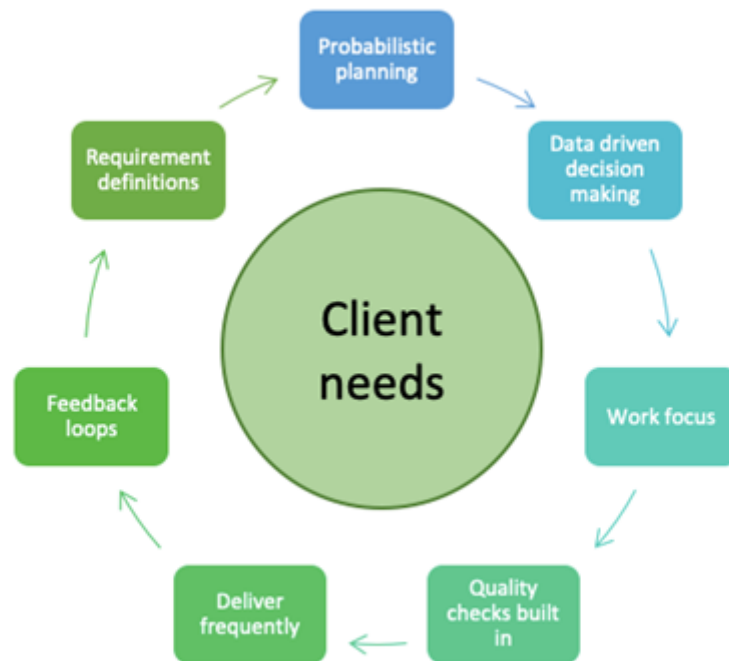 Probabilistic
planning
Data driven
decision
making
Work focus
Quality
checks built
in
Deliver
frequently
Feedback
loops
Requirement
definitions
Client
needs